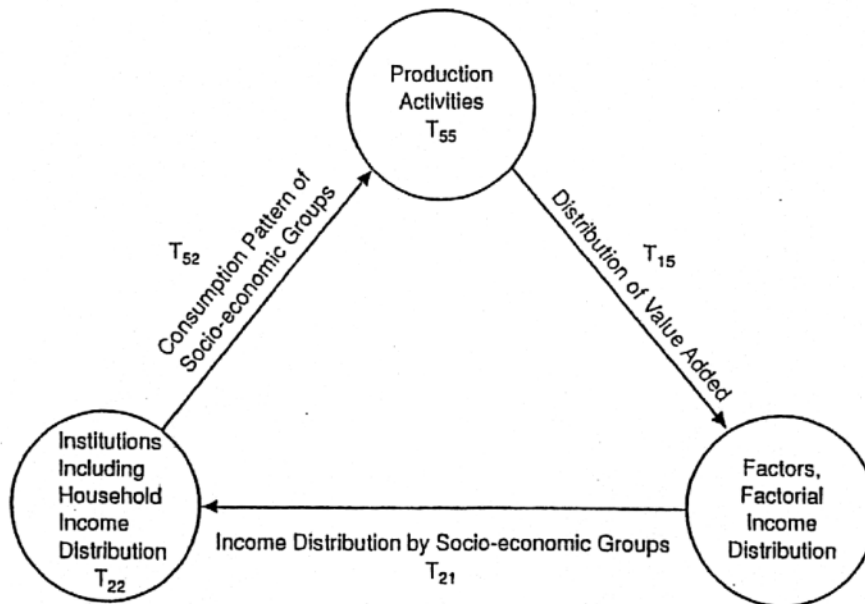 Production
Activities
T55
Consumption Pattern of
Socio-economic Groups
T52
Distribution of Value Added
T15
Institutions
Including
Household
Income
Distribution
T22
Income Distribution by Socio-economic Groups
T21
Factors,
Factorial
Income
Distribution